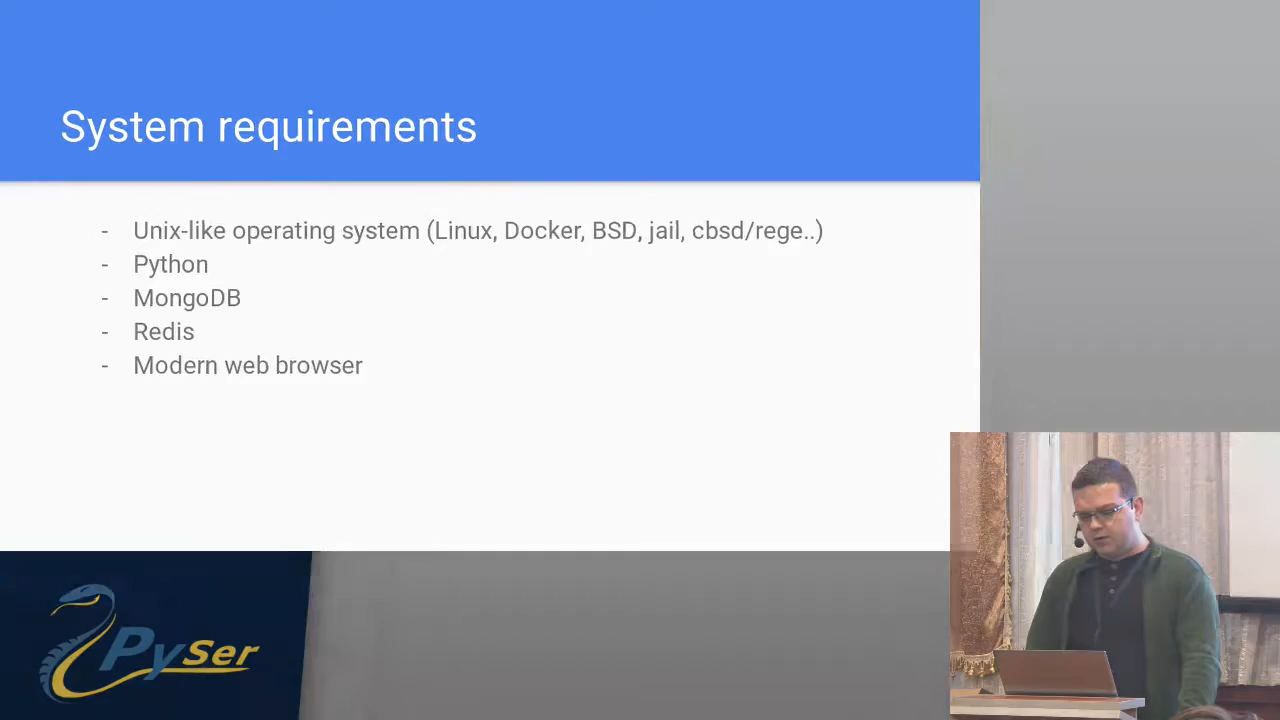 System requirements
- Unix-like operating system (Linux, Docker, BSD, jail, cbsd/rege..)
- Python
- MongoDB
- Redis
- Modern web browser
PySer